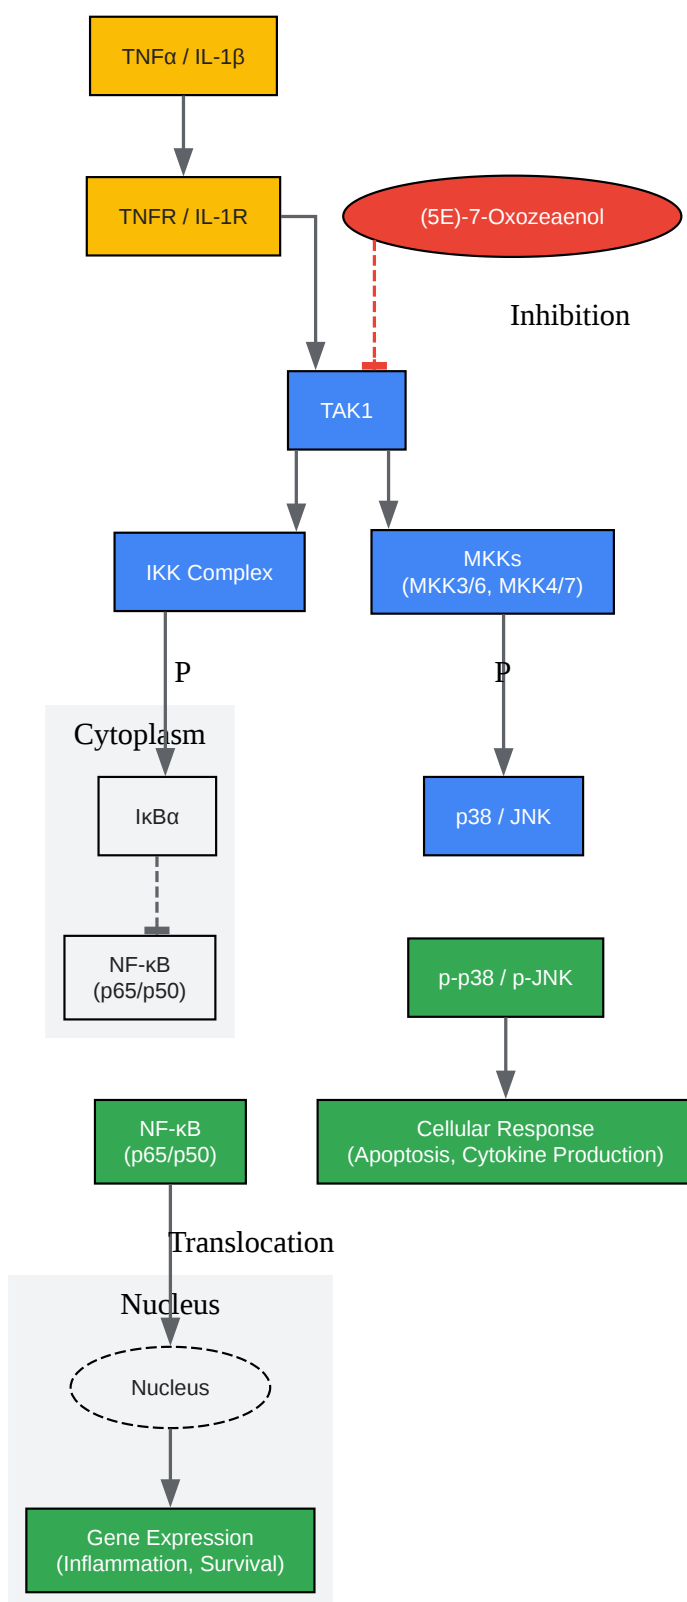 TNFα / IL-1β
TNFR / IL-1R
(5E)-7-Oxozeaenol
Inhibition
TAK1
IKK Complex
MKKs
(MKK3/6, MKK4/7)
P
P
Cytoplasm
IκBα
p38 / JNK
NF-κB
(p65/p50)
p-p38 / p-JNK
NF-κB
(p65/p50)
Cellular Response
(Apoptosis, Cytokine Production)
Translocation
Nucleus
Nucleus
Gene Expression
(Inflammation, Survival)